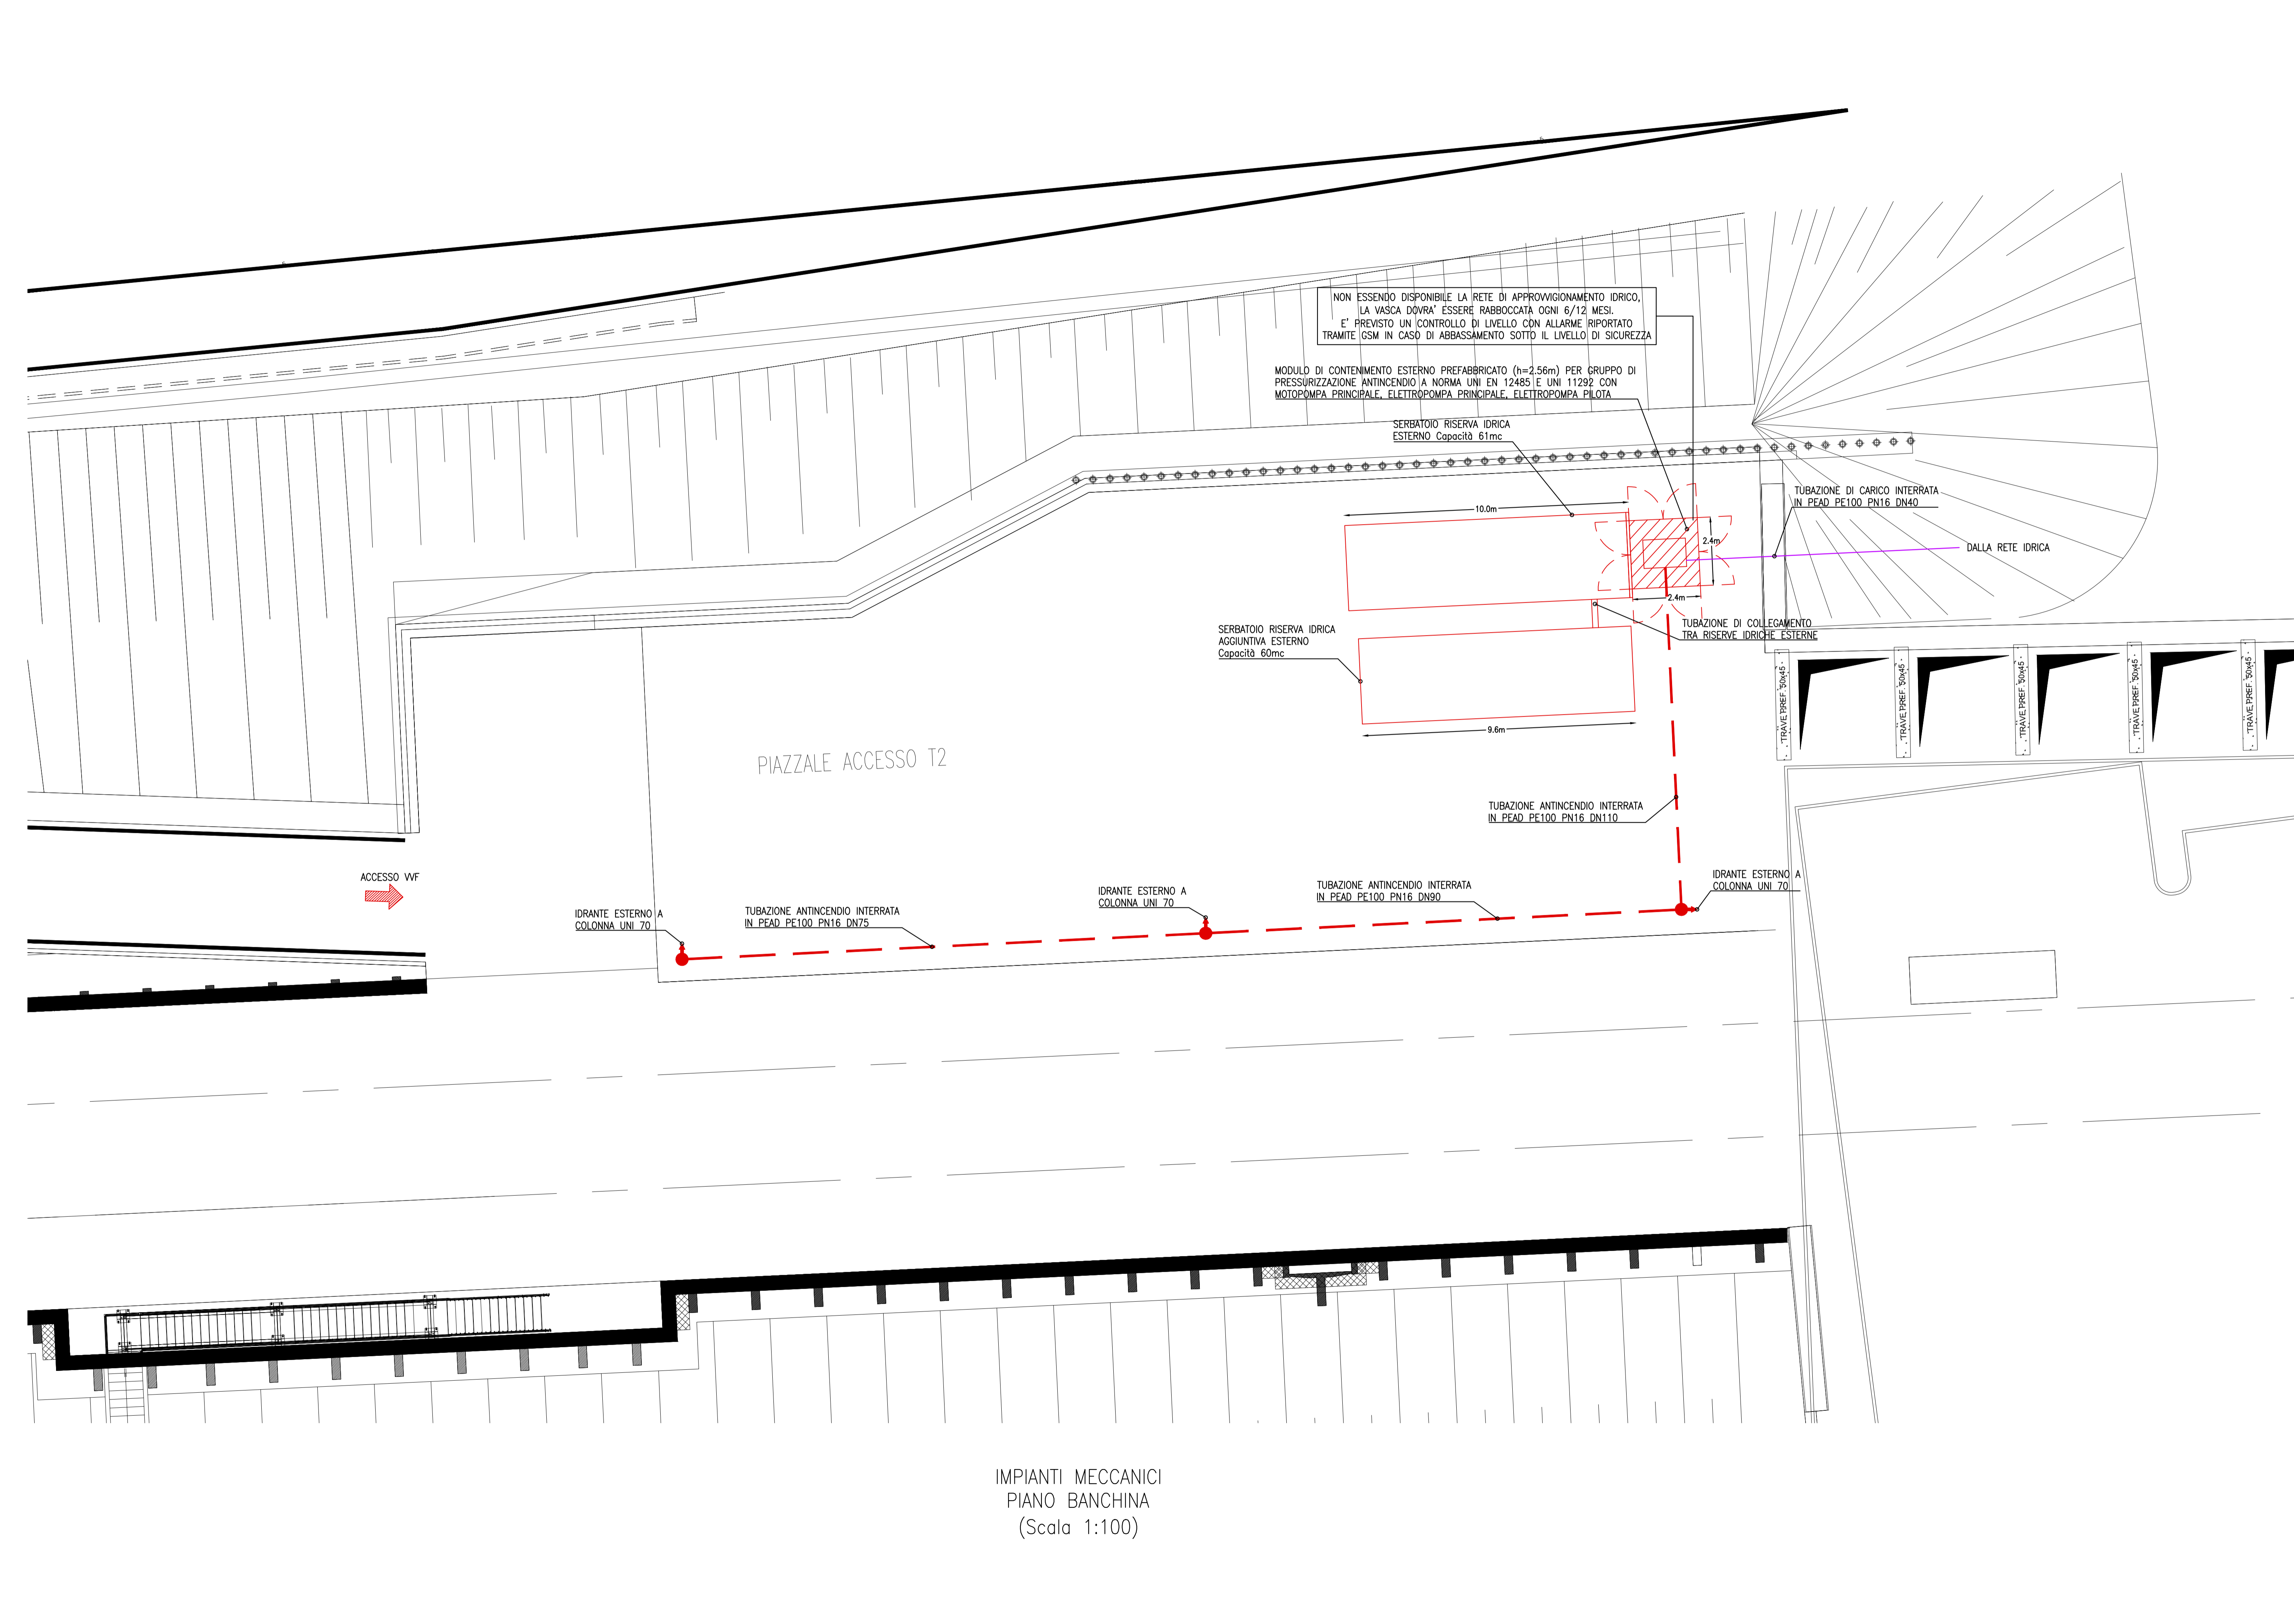 NON ESSENDO DISPONIBILE LA RETE DI APPROVVIGIONAMENTO IDRICO,
LA VASCA DOVRA' ESSERE RABBOCCATA OGNI 6/12 MESI.
E' PREVISTO UN CONTROLLO DI LIVELLO CON ALLARME RIPORTATO
TRAMITE GSM IN CASO DI ABBASSAMENTO SOTTO IL LIVELLO DI SICUREZZA
MODULO DI CONTENIMENTO ESTERNO PREFABBRICATO (h=2.56m) PER GRUPPO DI
PRESSURIZZAZIONE ANTINCENDIO A NORMA UNI EN 12485 E UNI 11292 CON
MOTOPOMPA PRINCIPALE, ELETTROPOMPA PRINCIPALE, ELETTROPOMPA PILOTA
SERBATOIO RISERVA IDRICA
ESTERNO Capacità 61mc
TUBAZIONE DI CARICO INTERRATA
IN PEAD PE100 PN16 DN40
10.0m
2.4m
DALLA RETE IDRICA
2.4m
TUBAZIONE DI COLLEGAMENTO
TRA RISERVE IDRICHE ESTERNE
SERBATOIO RISERVA IDRICA
AGGIUNTIVA ESTERNO
Capacità 60mc
TRAVE PREF. 50x45
TRAVE PREF. 50x45
TRAVE PREF. 50x45
TRAVE PREF. 50x45
TRAVE PREF. 50x45
9.6m
PIAZZALE ACCESSO T2
TUBAZIONE ANTINCENDIO INTERRATA
IN PEAD PE100 PN16 DN110
ACCESSO VVF
IDRANTE ESTERNO A
COLONNA UNI 70
TUBAZIONE ANTINCENDIO INTERRATA
IN PEAD PE100 PN16 DN75
IDRANTE ESTERNO A
COLONNA UNI 70
TUBAZIONE ANTINCENDIO INTERRATA
IN PEAD PE100 PN16 DN90
IDRANTE ESTERNO A
COLONNA UNI 70
IMPIANTI MECCANICI
PIANO BANCHINA
(Scala 1:100)